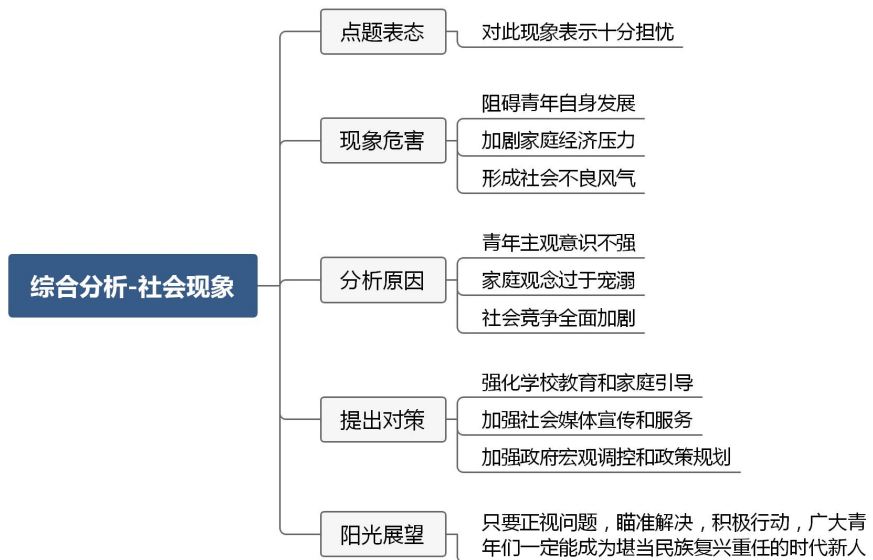 综合分析-社会现象
点题表态
对此现象表示十分担忧
现象危害
阻碍青年自身发展
加剧家庭经济压力
形成社会不良风气
分析原因
青年主观意识不强
家庭观念过于宠溺
社会竞争全面加剧
提出对策
强化学校教育和家庭引导
加强社会媒体宣传和服务
加强政府宏观调控和政策规划
阳光展望
只要正视问题，瞄准解决，积极行动，广大青
年们一定能成为堪当民族复兴重任的时代新人